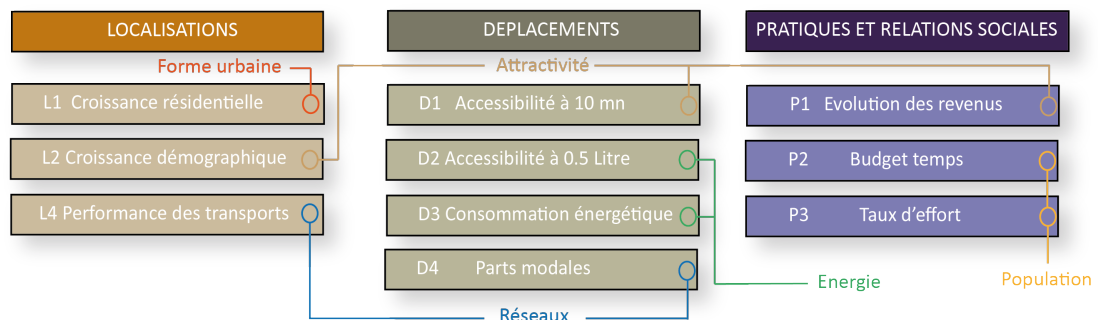 LOCALISATIONS
DEPLACEMENTS
PRATIQUES ET RELATIONS SOCIALES
Forme urbaine
Attractivité
L1 Croissance résidentielle
D1 Accessibilité à 10 mn
P1 Evolution des revenus
L2 Croissance démographique
D2 Accessibilité à 0.5 Litre
P2 Budget temps
L4 Performance des transports
D3 Consommation énergétique
P3 Taux d'effort
D4 Parts modales
Energie
Population
Réseaux